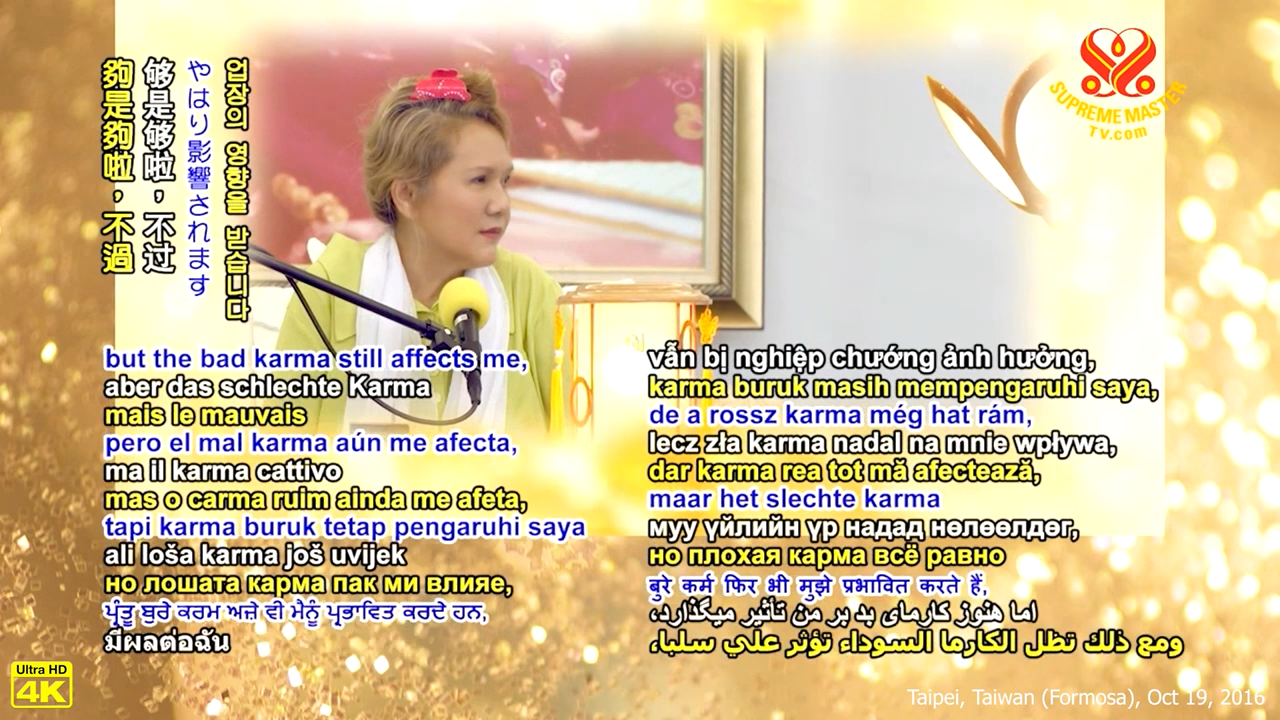 够是够啦，不过
夠是夠啦，不過
やはり影響されます
업장의 영향을 받습니다
SUPREME MASTER
TV.com
but the bad karma still affects me,
aber das schlechte Karma
mais le mauvais
pero el mal karma aún me afecta,
ma il karma cattivo
mas o carma ruim ainda me afeta,
tapi karma buruk tetap pengaruhi saya
ali loša karma još uvijek
но лошата карма пак ми влияе,
ਪ੍ਰੰਤੂ ਬੁਰੇ ਕਰਮ ਅਜੇ ਵੀ ਮੈਨੂੰ ਪ੍ਰਭਾਵਿਤ ਕਰਦੇ ਹਨ,
มีผลต่อฉัน
vẫn bị nghiệp chướng ảnh hưởng,
karma buruk masih mempengaruhi saya,
de a rossz karma még hat rám,
lecz zła karma nadal na mnie wpływa,
dar karma rea tot mă afectează,
maar het slechte karma
муу үйлийн үр надад нөлөөлдөг,
но плохая карма всё равно
बुरे कर्म फिर भी मुझे प्रभावित करते हैं,
اما هنوز کارمای بد بر من تأثیر میگذارد،
ومع ذلك تظل الكارما السوداء تؤثر علي سلبا،
Ultra HD
4K
Taipei, Taiwan (Formosa), Oct 19, 2016